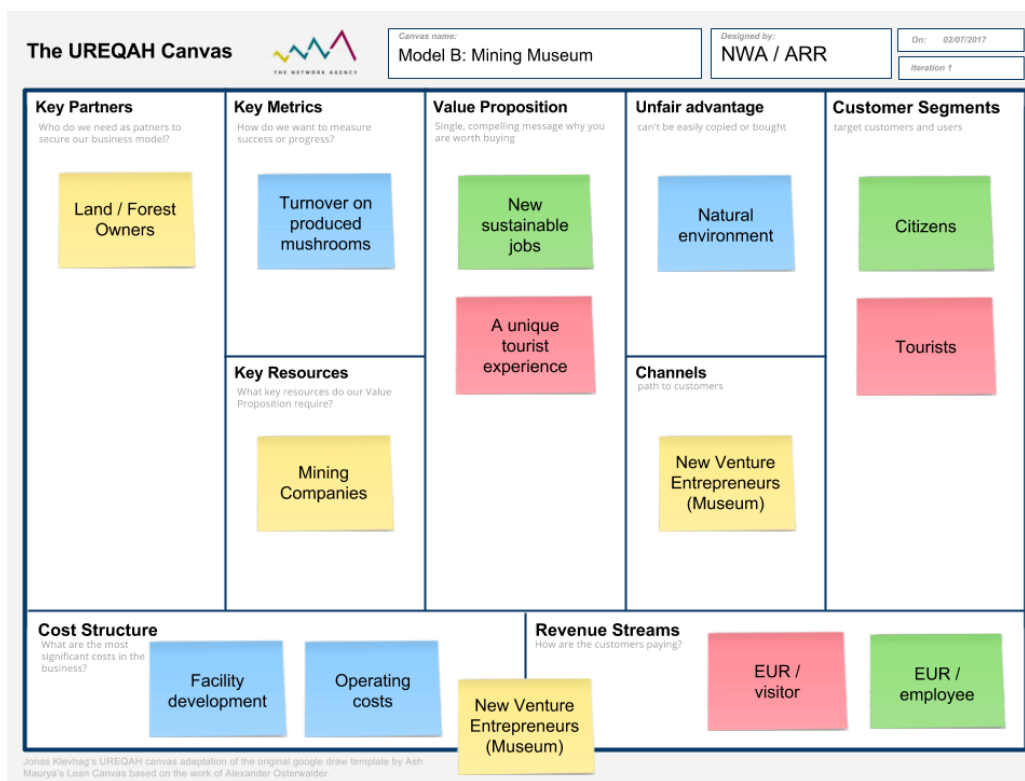 The UREQAH Canvas
THE NETWORK AGENCY
Canvas name:
Model B: Mining Museum
Designed by:
NWA / ARR
On: 02/07/2017
Iteration 1
Key Partners
Who do we need as patners to
secure our business model?
Land / Forest
Owners
Key Metrics
How do we want to measure
success or progress?
Turnover on
produced
mushrooms
Key Resources
What key resources do our Value
Proposition require?
Mining
Companies
Value Proposition
Single, compelling message why you
are worth buying
New
sustainable
jobs
A unique
tourist
experience
Unfair advantage
can't be easily copied or bought
Natural
environment
Channels
path to customers
New Venture
Entrepreneurs
(Museum)
Customer Segments
target customers and users
Citizens
Tourists
Cost Structure
What are the most
significant costs in the
business?
Facility
development
Operating
costs
New Venture
Entrepreneurs
(Museum)
Revenue Streams
How are the customers paying?
EUR /
visitor
EUR /
employee
Jonas Klevhag's UREQAH canvas adaptation of the original google draw template by Ash
Maurya's Lean Canvas based on the work of Alexander Osterwalder.